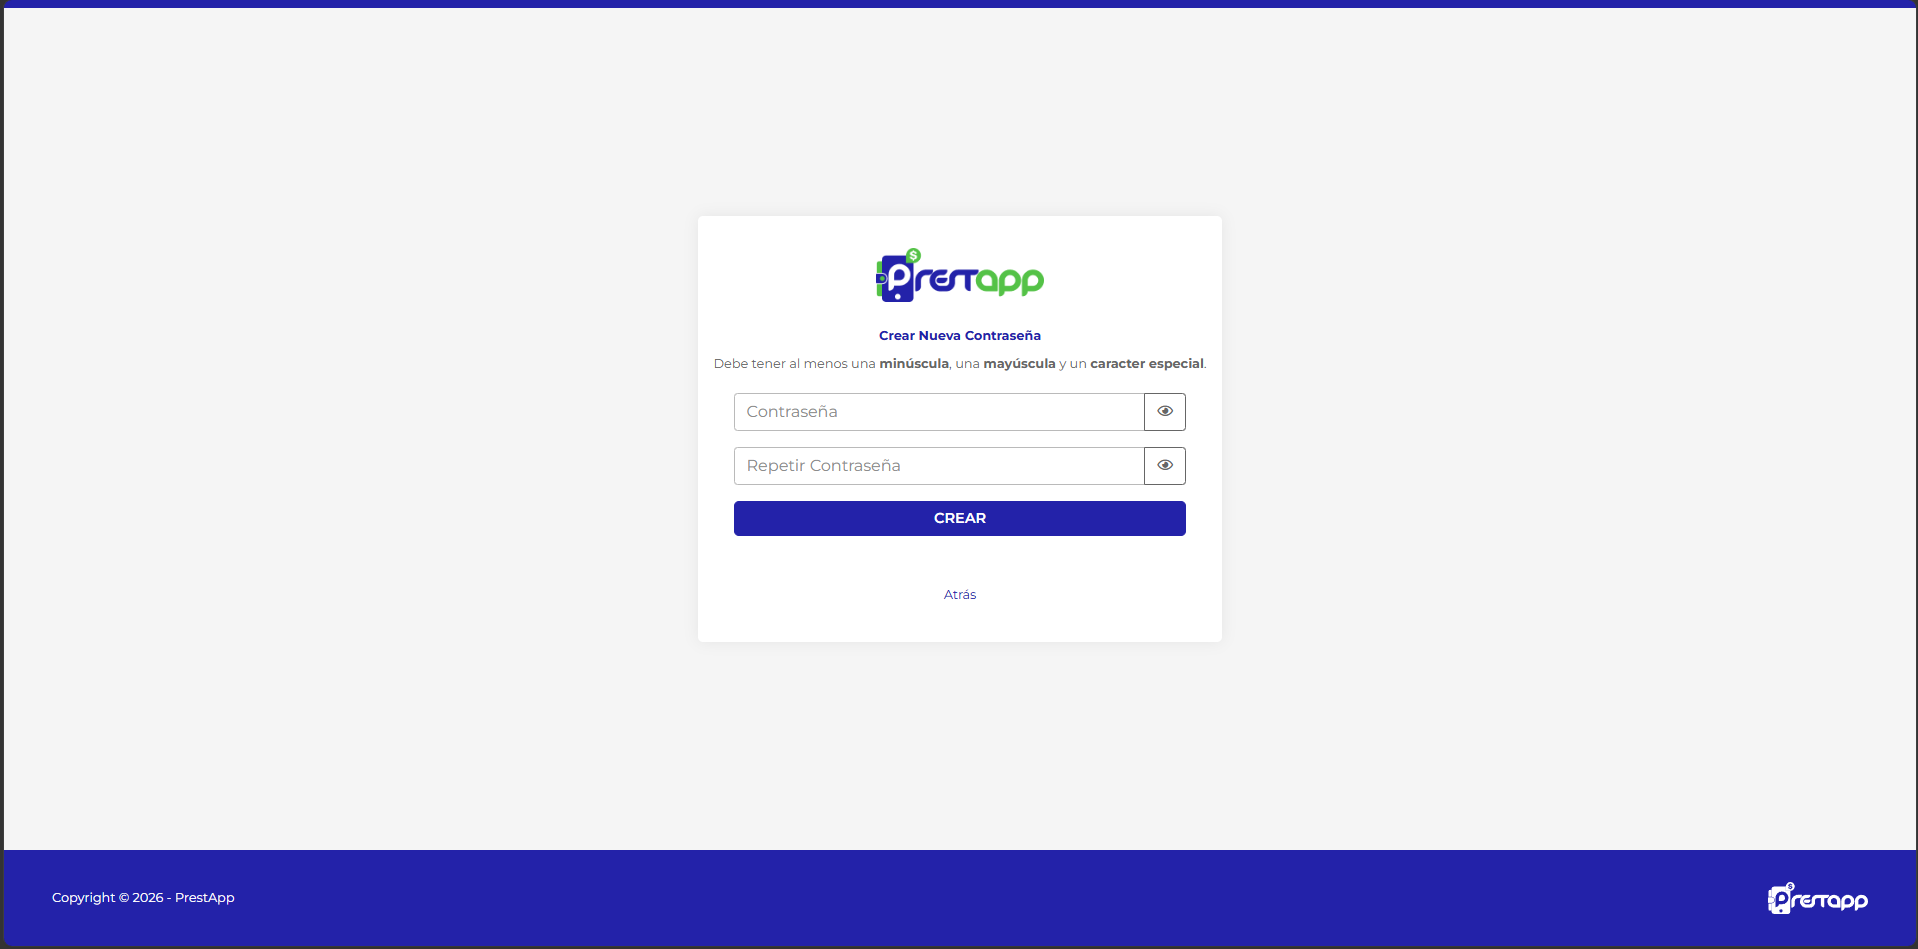 Prestapp
Crear Nueva Contraseña
Debe tener al menos una minúscula, una mayúscula y un caracter especial.
Contraseña
Repetir Contraseña
CREAR
Atrás
Copyright © 2026 - PrestApp
Prestapp